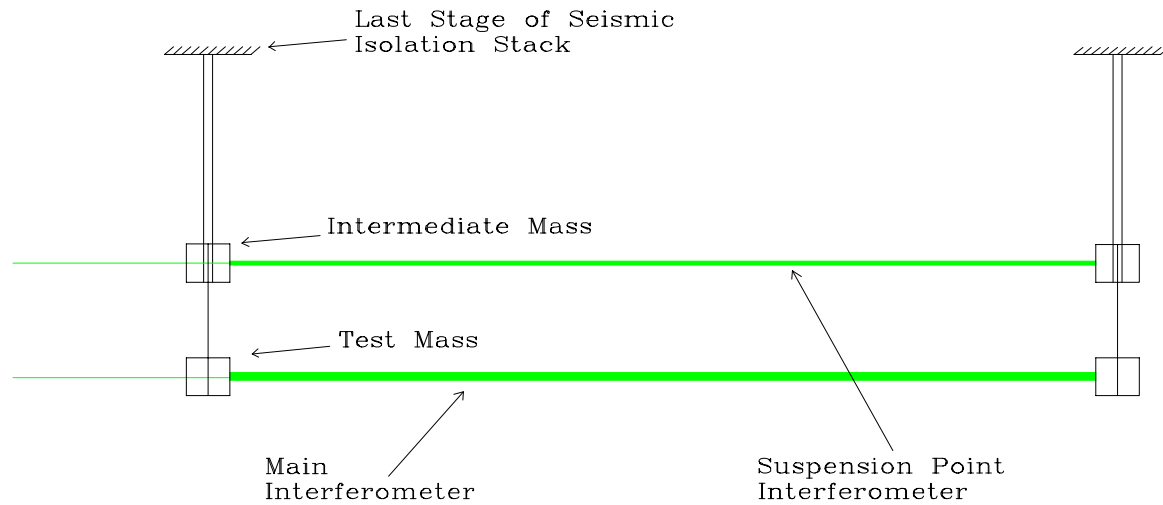 Last Stage of Seismic
Isolation Stack
Intermediate Mass
Test Mass
Main
Interferometer
Suspension Point
Interferometer